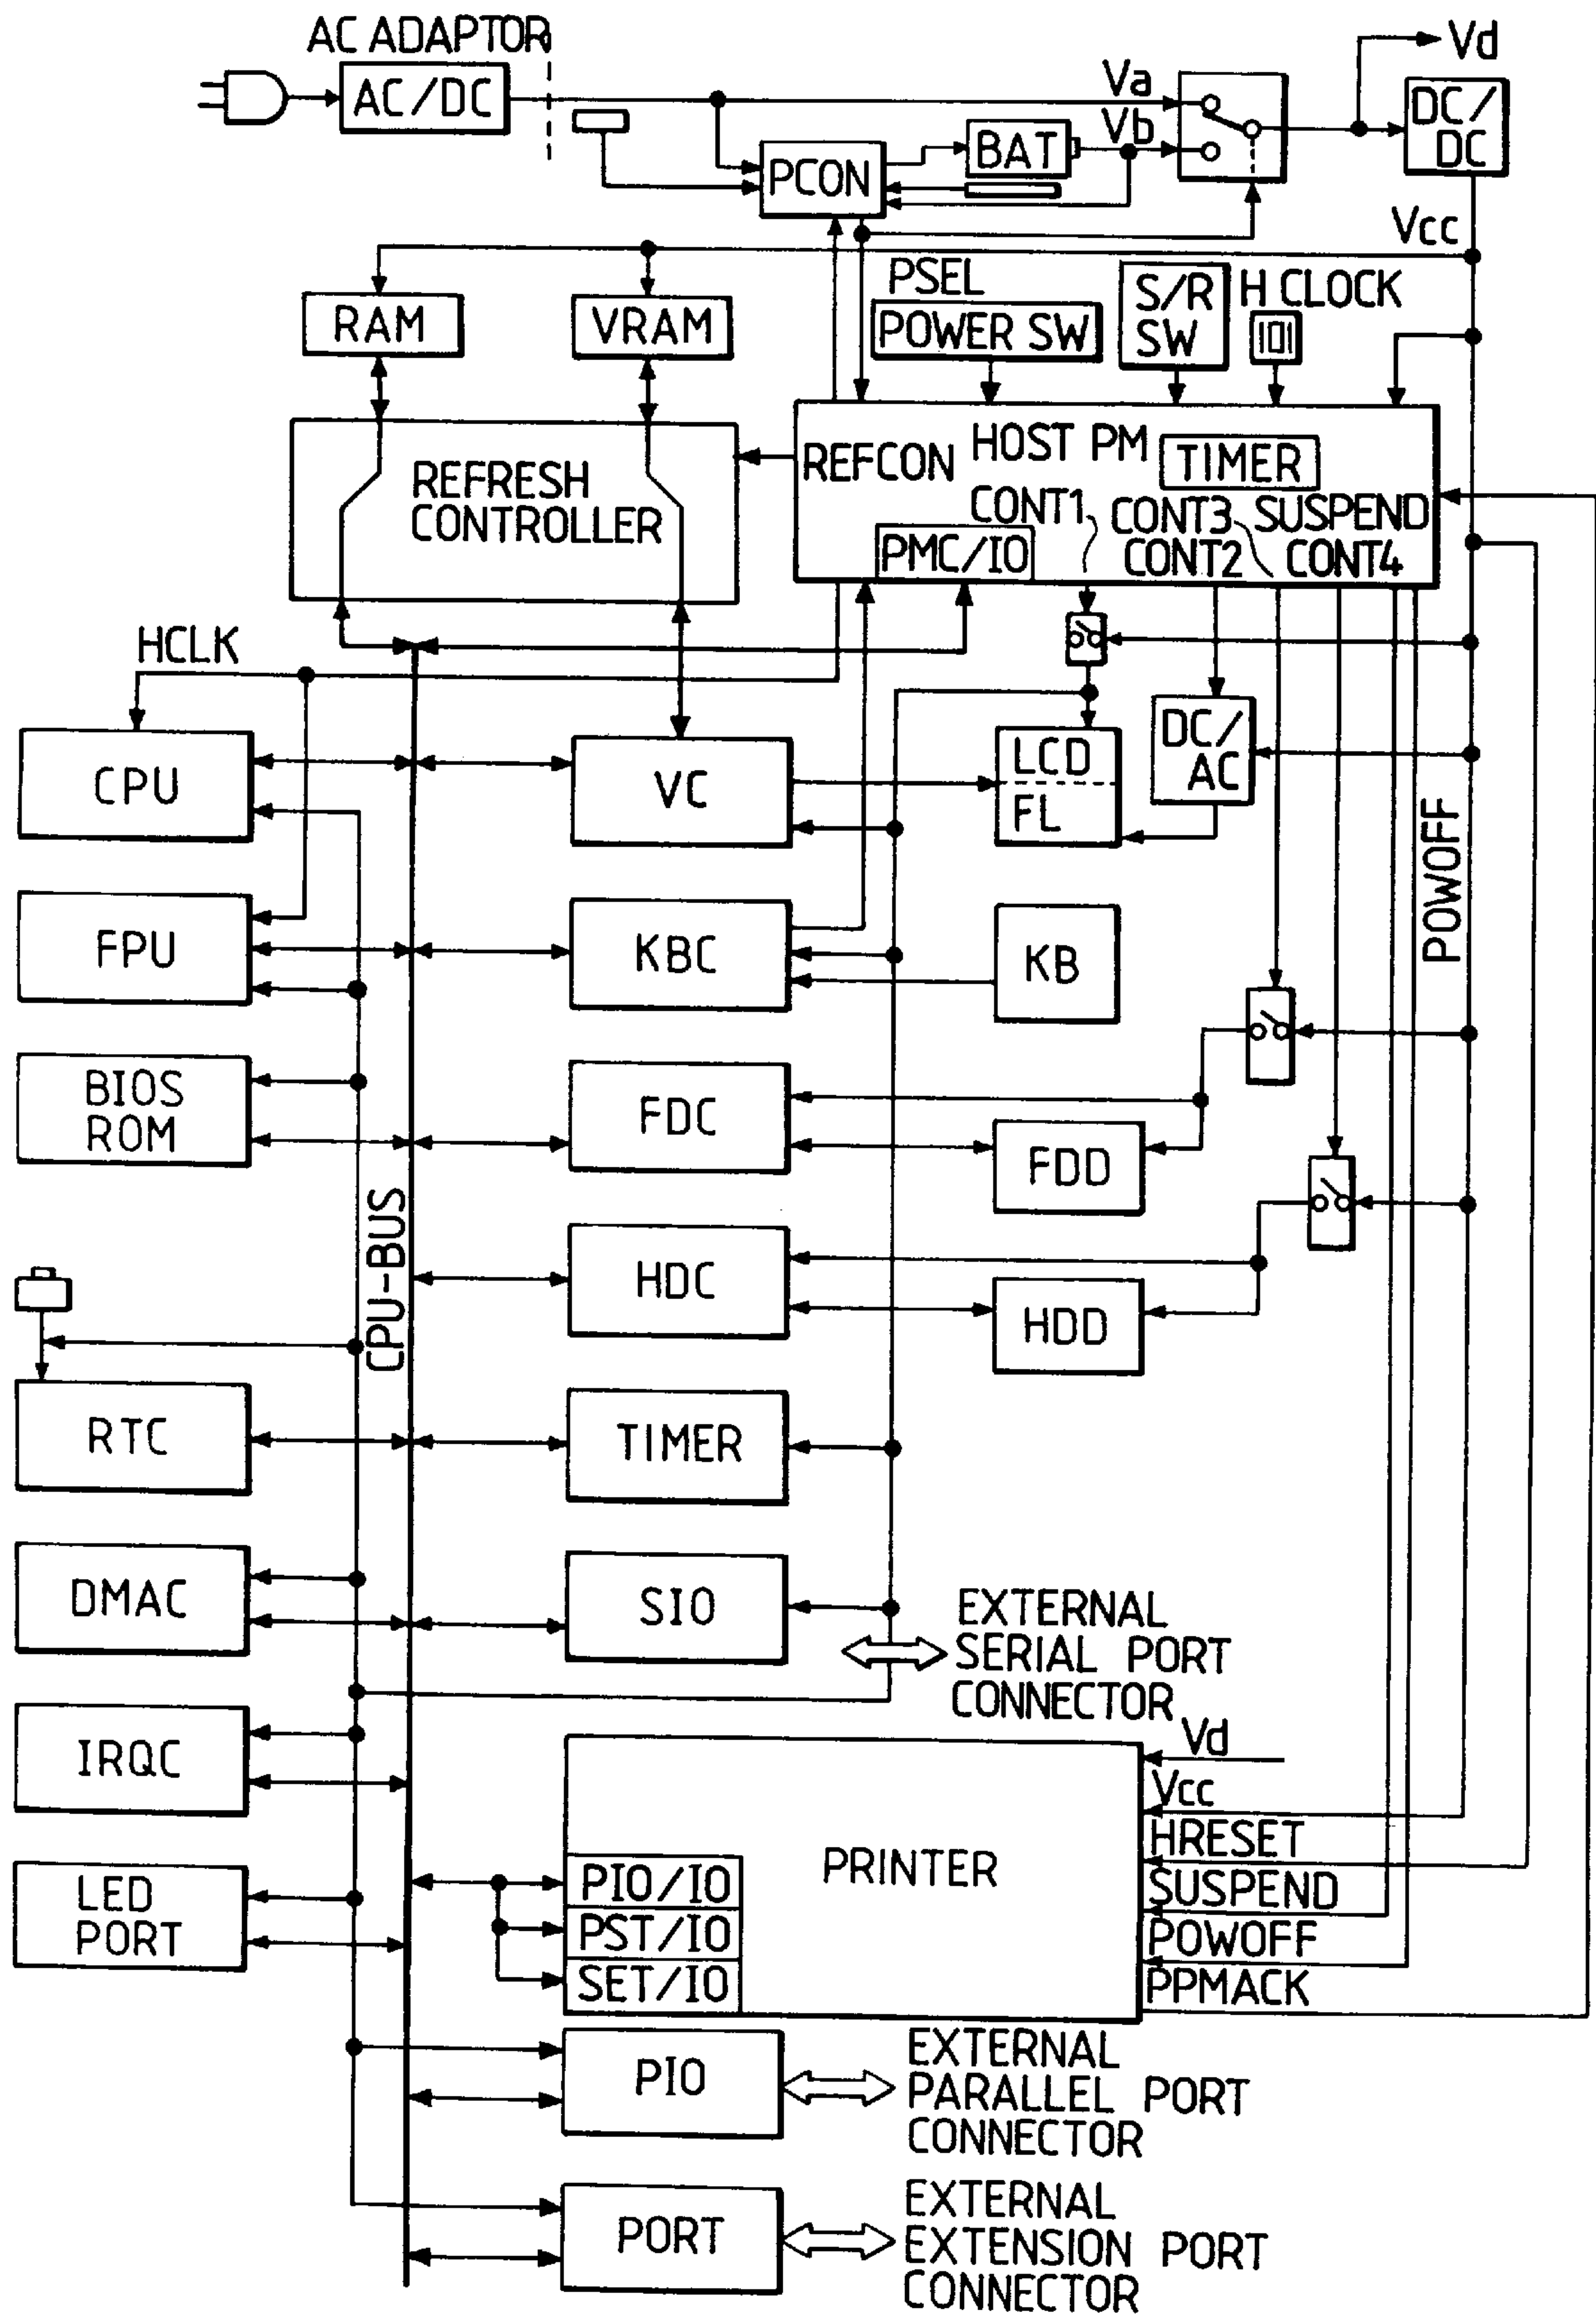 AC ADAPTOR
AC/DC
Va
Vb
Vd
DC/
DC
PCON
BAT
Vcc
RAM
VRAM
PSEL
POWER SW
S/R
SW
H CLOCK
REFRESH
CONTROLLER
REFCON
HOST PM
TIMER
CONT1
CONT3
SUSPEND
PMC/IO
CONT2
CONT4
HCLK
CPU
VC
LCD
FL
DC/
AC
POWOFF
FPU
KBC
KB
BIOS
ROM
FDC
FDD
CPU-BUS
HDC
HDD
RTC
TIMER
DMAC
SIO
EXTERNAL
SERIAL PORT
CONNECTOR
IRQC
Vd
Vcc
HRESET
SUSPEND
POWOFF
PPMACK
PRINTER
PIO/IO
PST/IO
SET/IO
LED
PORT
PIO
EXTERNAL
PARALLEL PORT
CONNECTOR
PORT
EXTERNAL
EXTENSION PORT
CONNECTOR